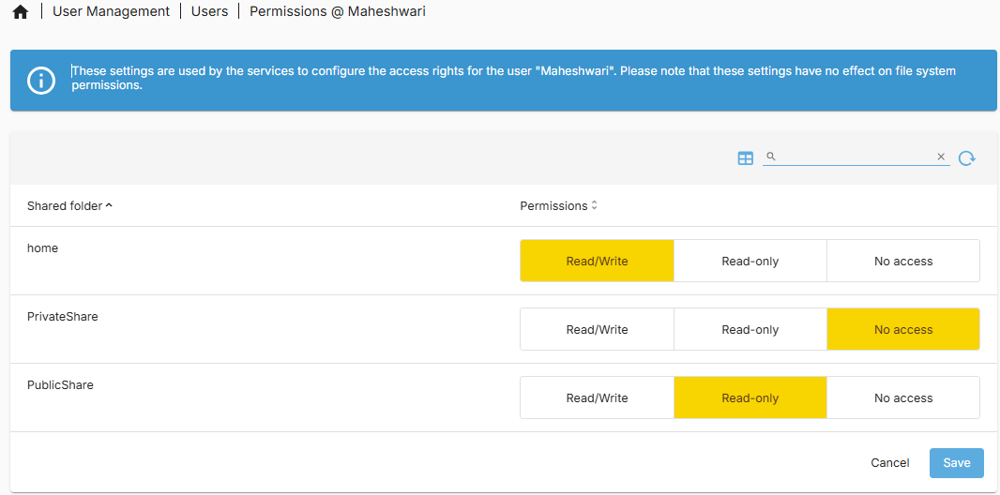 User Management Users Permissions @ Maheshwari
These settings are used by the services to configure the access rights for the user "Maheshwari". Please note that these settings have no effect on file system
permissions.
Shared folder Permissions
home Read/Write Read-only No access
PrivateShare Read/Write Read-only No access
PublicShare Read/Write Read-only No access
Cancel Save